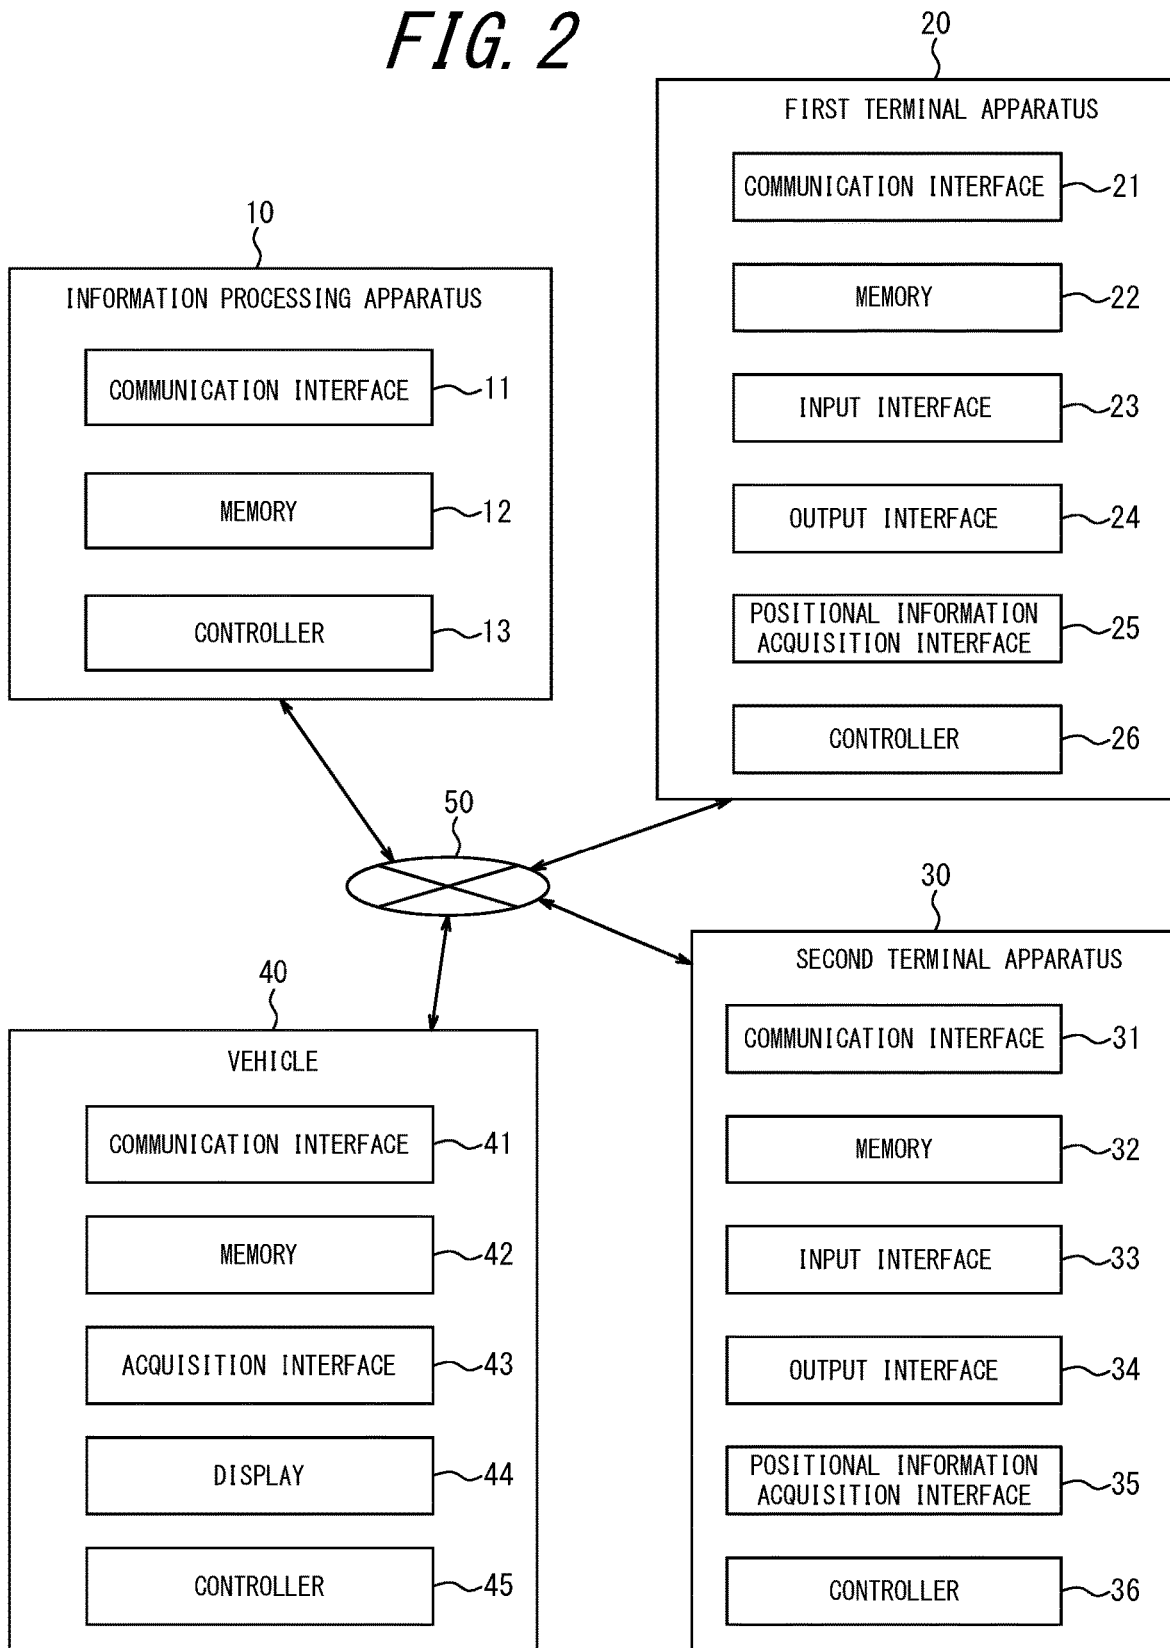 FIG. 2
10
INFORMATION PROCESSING APPARATUS
COMMUNICATION INTERFACE 11
MEMORY 12
CONTROLLER 13
20
FIRST TERMINAL APPARATUS
COMMUNICATION INTERFACE 21
MEMORY 22
INPUT INTERFACE 23
OUTPUT INTERFACE 24
POSITIONAL INFORMATION
ACQUISITION INTERFACE 25
CONTROLLER 26
50
40
VEHICLE
COMMUNICATION INTERFACE 41
MEMORY 42
ACQUISITION INTERFACE 43
DISPLAY 44
CONTROLLER 45
30
SECOND TERMINAL APPARATUS
COMMUNICATION INTERFACE 31
MEMORY 32
INPUT INTERFACE 33
OUTPUT INTERFACE 34
POSITIONAL INFORMATION
ACQUISITION INTERFACE 35
CONTROLLER 36